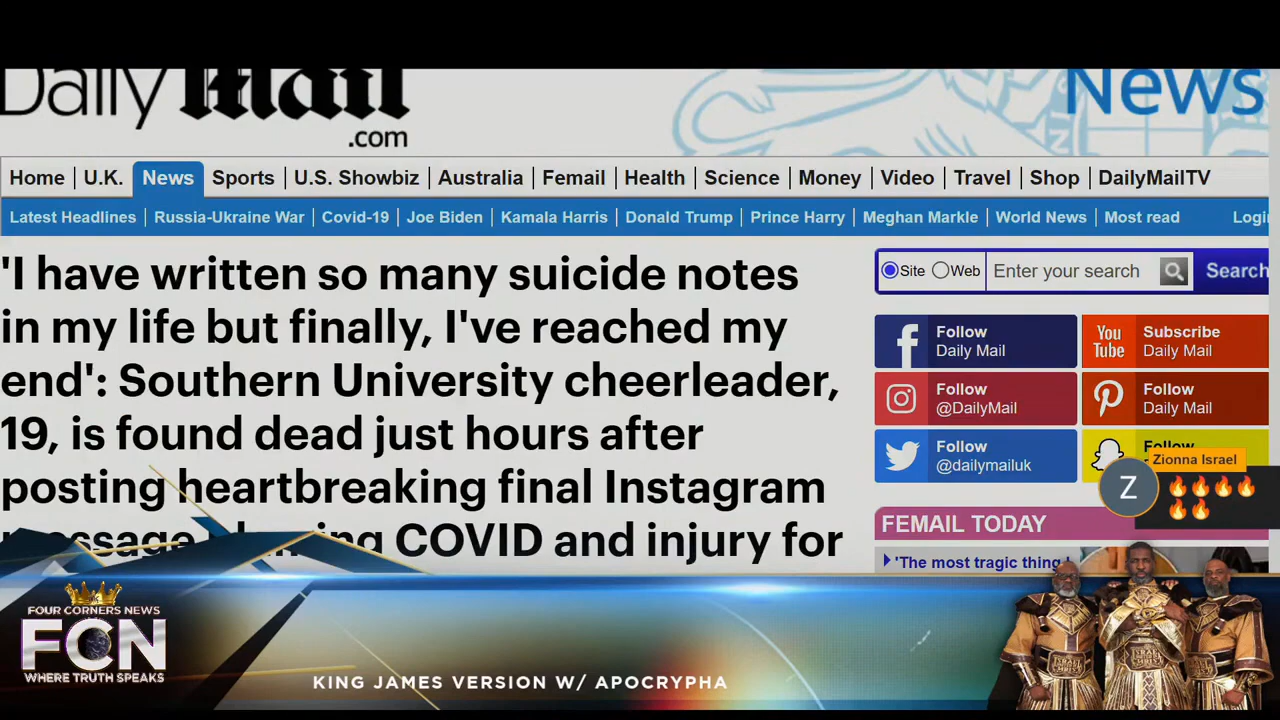 Daily Mail
.com
News
Home U.K. News Sports U.S. Showbiz Australia Femail Health Science Money Video Travel Shop DailyMailTV
Latest Headlines Russia-Ukraine War Covid-19 Joe Biden Kamala Harris Donald Trump Prince Harry Meghan Markle World News Most read
'I have written so many suicide notes
in my life but finally, I've reached my
end': Southern University cheerleader,
19, is found dead just hours after
posting heartbreaking final Instagram
COVID and injury for
Site Web Enter your search Search
Follow
Daily Mail
You
Tube
Subscribe
Daily Mail
Follow
@DailyMail
Follow
Daily Mail
Follow
@dailymailuk
Follow
Zionna Israel
Z
FEMAIL TODAY
'The most tragic thing
FOUR CORNERS NEWS
FCN
WHERE TRUTH SPEAKS
KING JAMES VERSION W/ APOCRYPHA